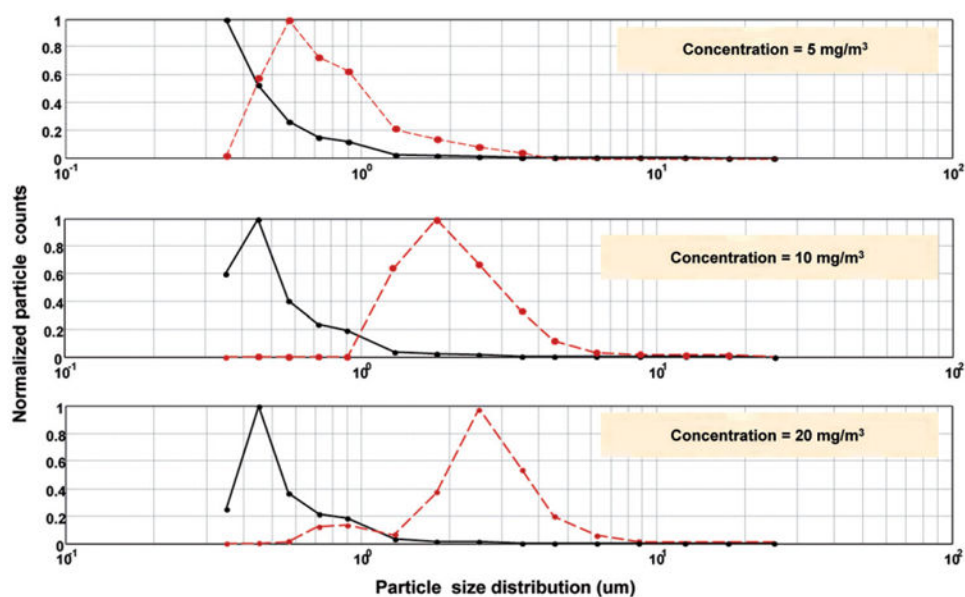 1
0.8
0.6
0.4
0.2
0
Concentration = 5 mg/m³
10⁻¹ 10⁰ 10¹ 10²
Normalized particle counts
1
0.8
0.6
0.4
0.2
0
Concentration = 10 mg/m³
10⁻¹ 10⁰ 10¹ 10²
1
0.8
0.6
0.4
0.2
0
Concentration = 20 mg/m³
10⁻¹ 10⁰ 10¹ 10²
Particle size distribution (um)